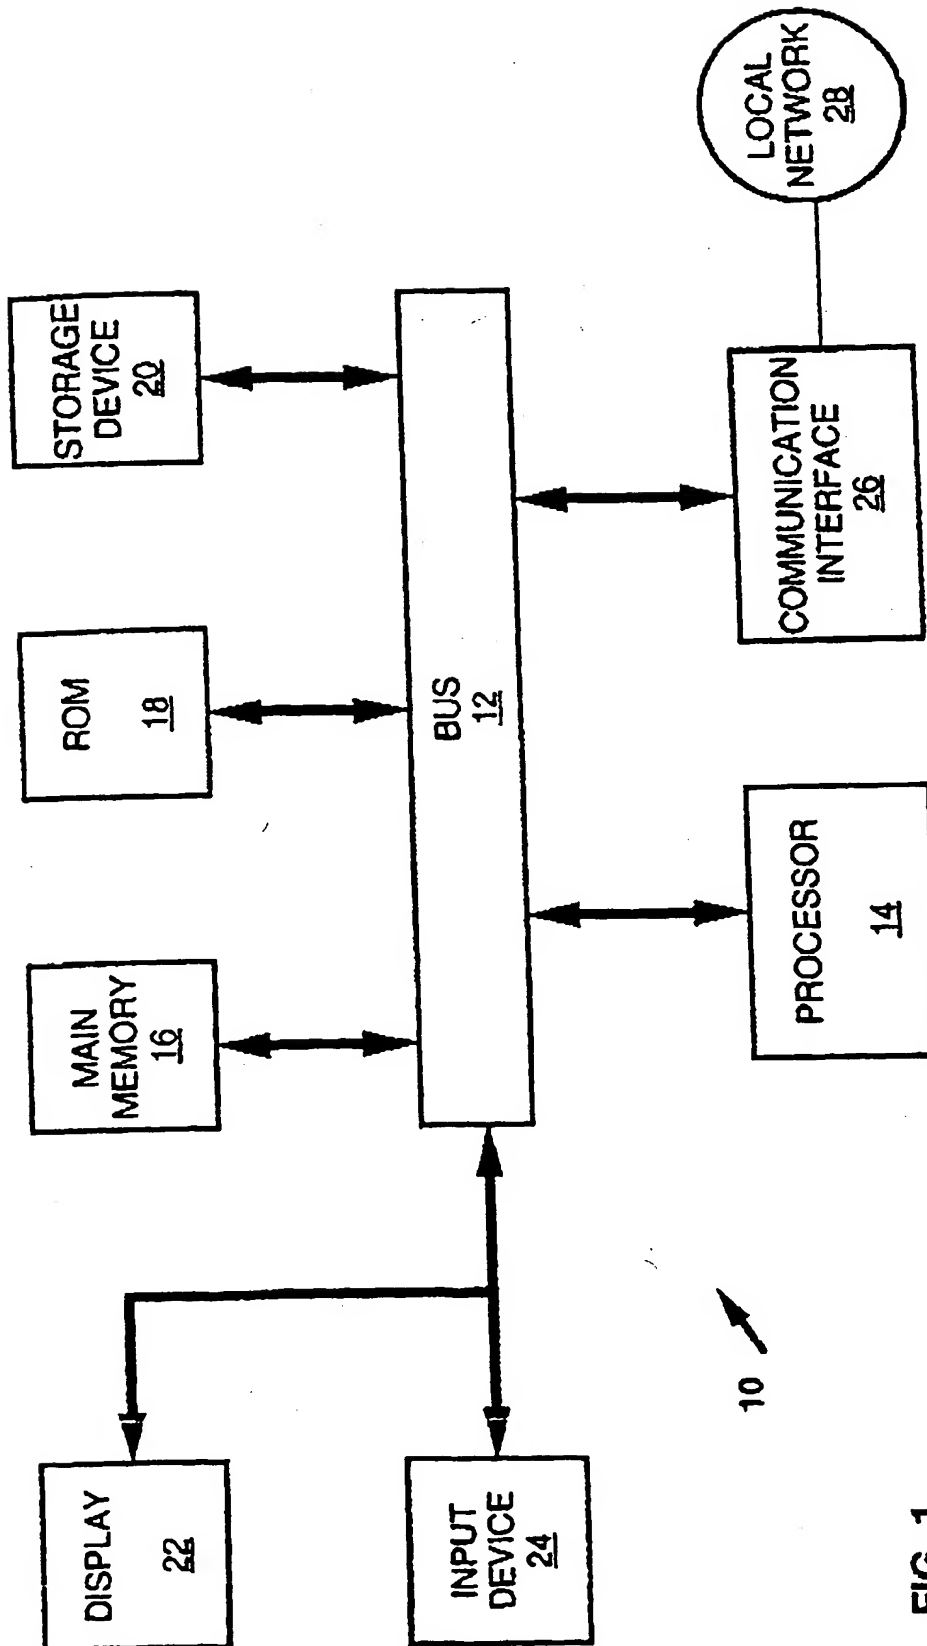 DISPLAY
22
MAIN
MEMORY
16
ROM
18
STORAGE
DEVICE
20
INPUT
DEVICE
24
BUS
12
10
PROCESSOR
14
COMMUNICATION
INTERFACE
26
LOCAL
NETWORK
28
FIG. 1